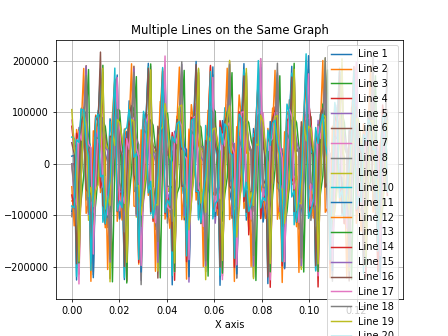 Multiple Lines on the Same Graph
200000
100000
0
−100000
−200000
0.00
0.02
0.04
0.06
0.08
0.10
X axis
Line 1
Line 2
Line 3
Line 4
Line 5
Line 6
Line 7
Line 8
Line 9
Line 10
Line 11
Line 12
Line 13
Line 14
Line 15
Line 16
Line 17
Line 18
Line 19
Line 20